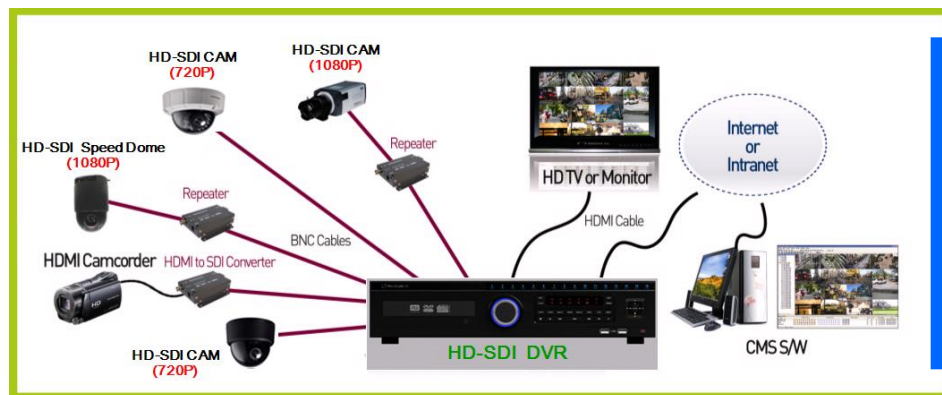 HD-SDI CAM
(720P)
HD-SDI CAM
(1080P)
HD-SDI Speed Dome
(1080P)
Repeater
Repeater
BNC Cables
HDMI Camcorder
HDMI to SDI Converter
HD-SDI CAM
(720P)
HD-SDI DVR
HD TV or Monitor
HDMI Cable
Internet
or
Intranet
CMS S/W